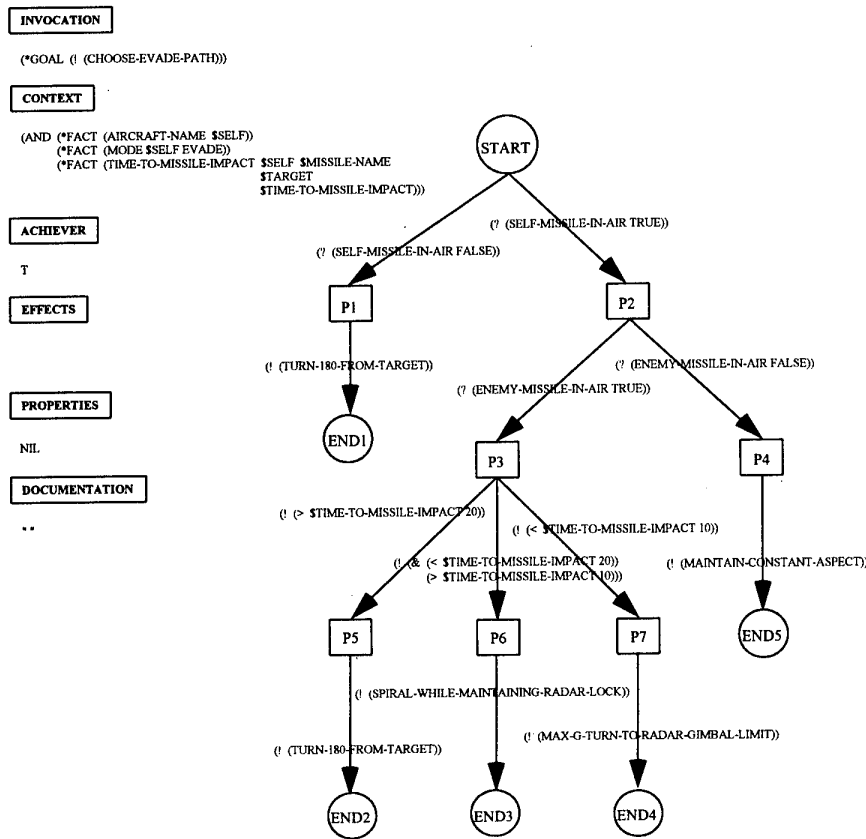 INVOCATION
(*GOAL (! (CHOOSE-EVADE-PATH)))
CONTEXT
(AND (*FACT (AIRCRAFT-NAME $SELF))
(*FACT (MODE $SELF EVADE))
(*FACT (TIME-TO-MISSILE-IMPACT $SELF $MISSILE-NAME
$TARGET
$TIME-TO-MISSILE-IMPACT)))
ACHIEVER
T
EFFECTS
PROPERTIES
NIL
DOCUMENTATION
" "
START
(? (SELF-MISSILE-IN-AIR TRUE))
(? (SELF-MISSILE-IN-AIR FALSE))
P1
P2
(! (TURN-180-FROM-TARGET))
(? (ENEMY-MISSILE-IN-AIR FALSE))
(? (ENEMY-MISSILE-IN-AIR TRUE))
END1
P3
P4
(! (> $TIME-TO-MISSILE-IMPACT 20))
(! (< $TIME-TO-MISSILE-IMPACT 10))
(! (& (< $TIME-TO-MISSILE-IMPACT 20))
(> $TIME-TO-MISSILE-IMPACT 10)))
(! (MAINTAIN-CONSTANT-ASPECT))
P5
P6
P7
END5
(! (SPIRAL-WHILE-MAINTAINING-RADAR-LOCK))
(! (MAX-G-TURN-TO-RADAR-GIMBAL-LIMIT))
(! (TURN-180-FROM-TARGET))
END2
END3
END4